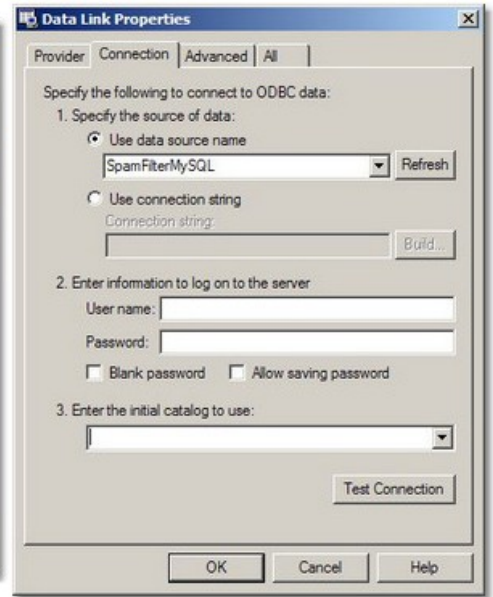 Data Link Properties
Provider Connection Advanced All
Specify the following to connect to ODBC data:
1. Specify the source of data:
Use data source name
SpamFilterMySQL Refresh
Use connection string
Connection string:
Build...
2. Enter information to log on to the server
User name:
Password:
Blank password Allow saving password
3. Enter the initial catalog to use:
Test Connection
OK Cancel Help